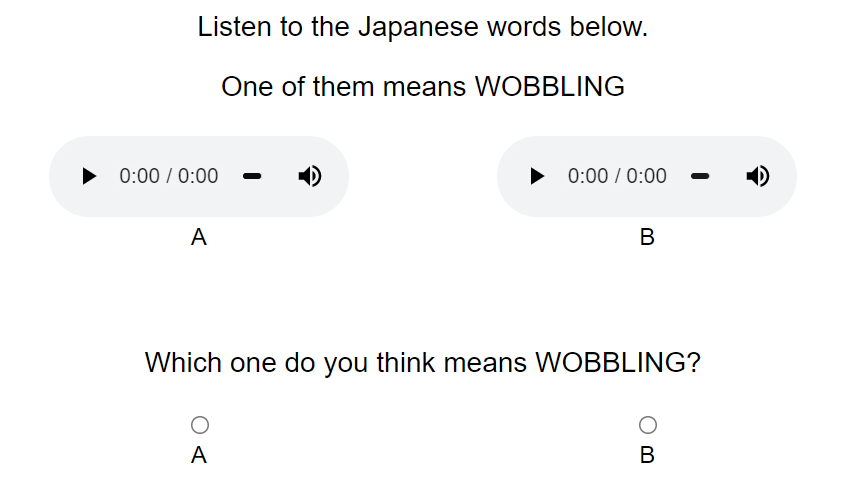 Listen to the Japanese words below.
One of them means WOBBLING
0:00 / 0:00 0:00 / 0:00
A B
Which one do you think means WOBBLING?
A B